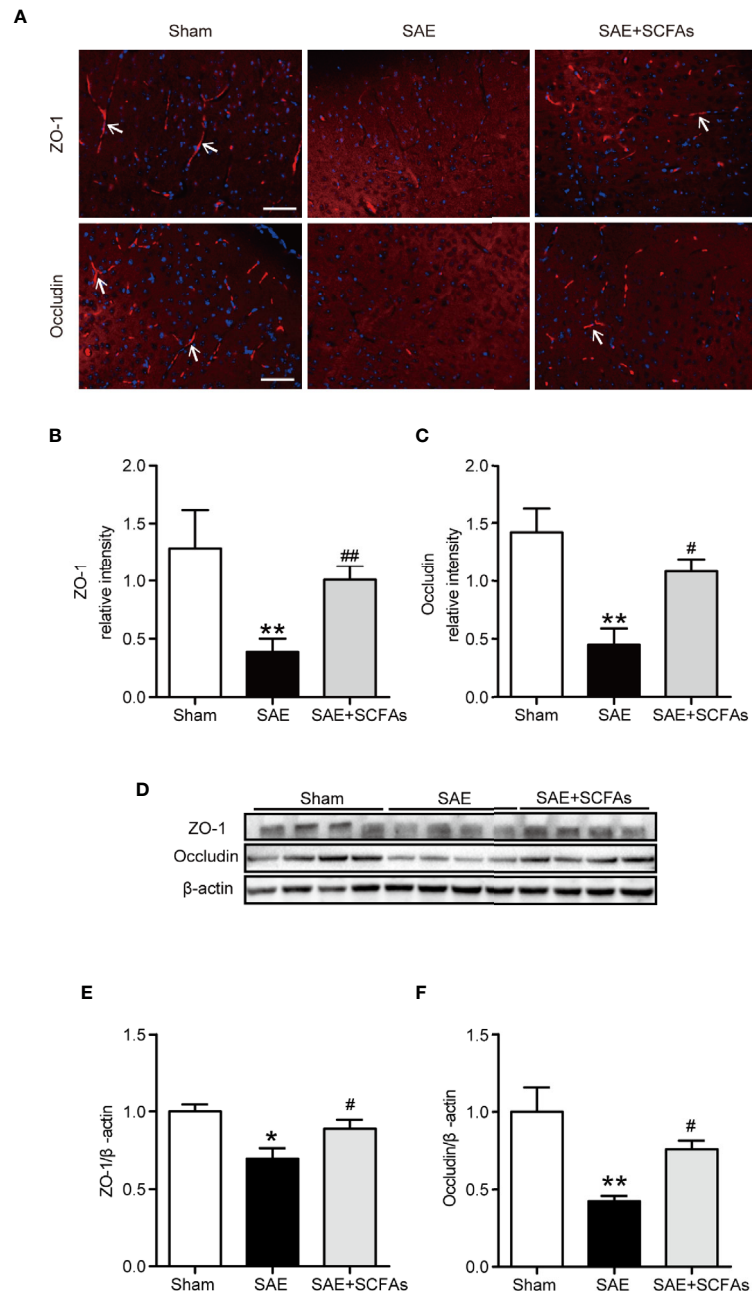 A
Sham SAE SAE+SCFAs
ZO-1
Occludin
B
ZO-1
relative intensity
2.0
1.5
1.0
0.5
0.0
**
##
Sham SAE SAE+SCFAs
C
Occludin
relative intensity
2.0
1.5
1.0
0.5
0.0
**
#
Sham SAE SAE+SCFAs
D
Sham SAE SAE+SCFAs
ZO-1
Occludin
β-actin
E
ZO-1/β -actin
1.5
1.0
0.5
0.0
*
#
Sham SAE SAE+SCFAs
F
Occludin/β -actin
1.5
1.0
0.5
0.0
**
#
Sham SAE SAE+SCFAs